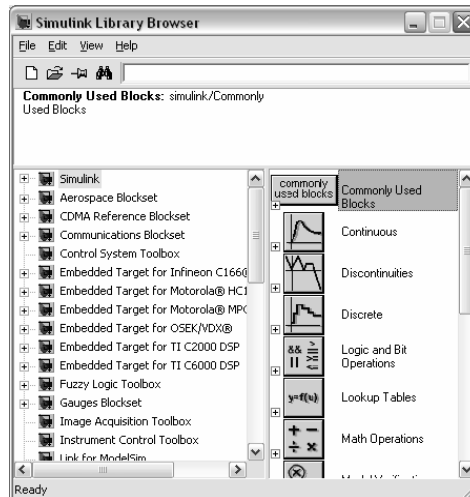 Simulink Library Browser
File Edit View Help
Commonly Used Blocks: simulink/Commonly
Used Blocks
Simulink
Aerospace Blockset
CDMA Reference Blockset
Communications Blockset
Control System Toolbox
Embedded Target for Infineon C166
Embedded Target for Motorola® HC1
Embedded Target for Motorola® MPC
Embedded Target for OSEK/VDX®
Embedded Target for TI C2000 DSP
Embedded Target for TI C6000 DSP
Fuzzy Logic Toolbox
Gauges Blockset
Image Acquisition Toolbox
Instrument Control Toolbox
Link for ModelSim
commonly
used blocks
Commonly Used
Blocks
Continuous
Discontinuities
Discrete
Logic and Bit
Operations
y=f(u)
Lookup Tables
Math Operations
Model Verification
Ready